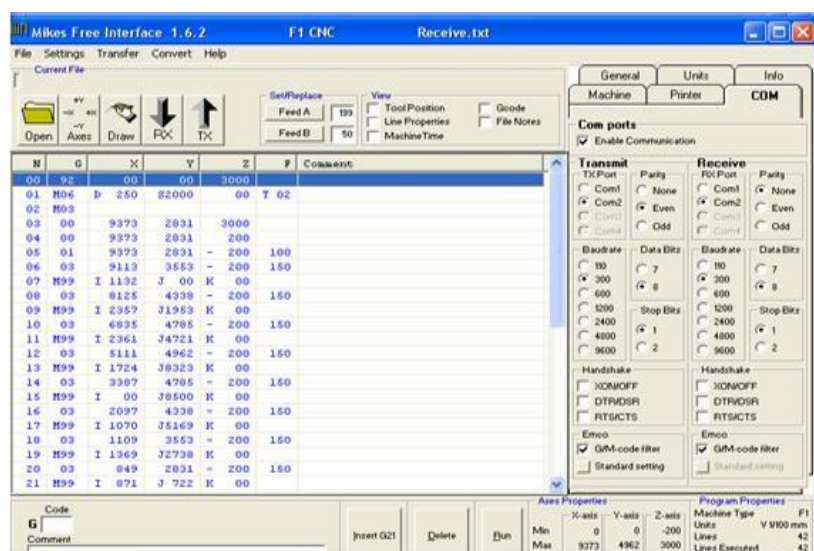 Mikes Free Interface 1.6.2 F1 CNC Receive.txt
File Settings Transfer Convert Help
Current File
Open Axes Draw RX TX
+Y
-X +X
-Y
Set/Replace
Feed A 199
Feed B 50
View
Tool Position Gcode
Line Properties File Notes
Machine Time
N G X Y Z F Comment
00 92 00 00 3000
01 M06 D 250 S2000 00 T 02
02 M03
03 00 9373 2831 3000
04 00 9373 2831 200
05 01 9373 2831 - 200 100
06 03 9113 3553 - 200 150
07 M99 I 1132 J 00 K 00
08 03 8125 4338 - 200 150
09 M99 I 2357 J1953 K 00
10 03 6835 4785 - 200 150
11 M99 I 2361 J4721 K 00
12 03 5111 4962 - 200 150
13 M99 I 1724 J8323 K 00
14 03 3387 4785 - 200 150
15 M99 I 00 J8500 K 00
16 03 2097 4338 - 200 150
17 M99 I 1070 J5169 K 00
18 03 1109 3553 - 200 150
19 M99 I 1369 J2738 K 00
20 03 849 2831 - 200 150
21 M99 I 871 J 722 K 00
G Code
Comment
Insert G21 Delete Run
General Units Info
Machine Printer COM
Com ports
Enable Communication
Transmit
TX Port
Com1
Com2
Com3
Com4
Parity
None
Even
Odd
Baudrate
110
300
600
1200
2400
4800
9600
Data Bits
7
8
Stop Bits
1
2
Handshake
XON/OFF
DTR/DSR
RTS/CTS
Emco
G/M-code filter
Standard setting
Receive
RX Port
Com1
Com2
Com3
Com4
Parity
None
Even
Odd
Baudrate
110
300
600
1200
2400
4800
9600
Data Bits
7
8
Stop Bits
1
2
Handshake
XON/OFF
DTR/DSR
RTS/CTS
Emco
G/M-code filter
Standard setting
Axes Properties
X-axis Y-axis Z-axis
Min 0 0 -200
Max 9373 4962 3000
Program Properties
Machine Type F1
Units V 1/100 mm
Lines 42
Lines Executed 42